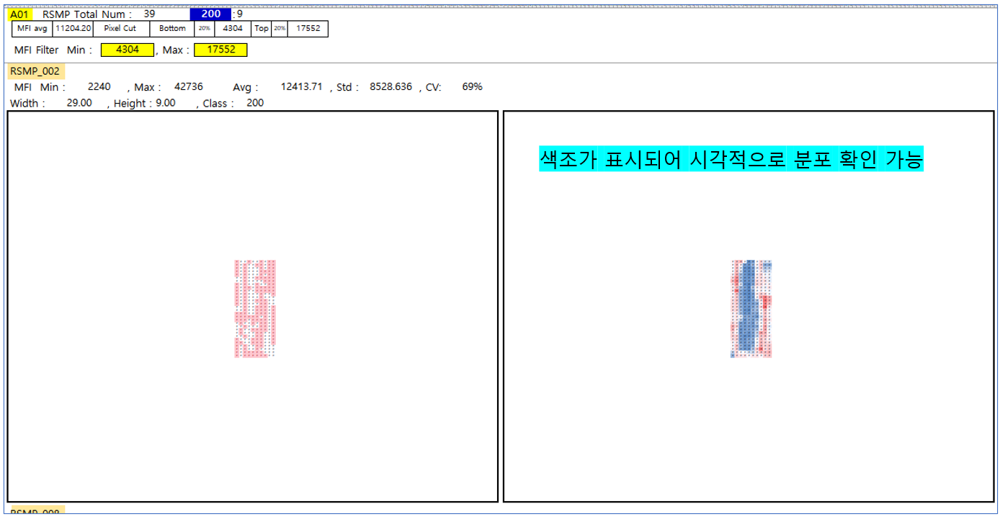 A01 RSMP Total Num : 39 200 :9
MFI avg 11204.20 Pixel Cut Bottom 20% 4304 Top 20% 17552
MFI Filter Min : 4304 , Max : 17552
RSMP_002
MFI Min : 2240 , Max : 42736 Avg : 12413.71 , Std : 8528.636 , CV: 69%
Width : 29.00 , Height : 9.00 , Class : 200
색조가 표시되어 시각적으로 분포 확인 가능